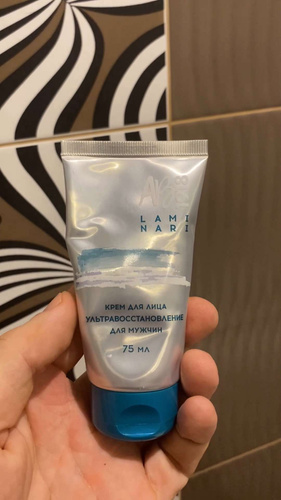 LAMI
NARI
КРЕМ ДЛЯ ЛИЦА
УЛЬТРАВОССТАНОВЛЕНИЕ
ДЛЯ МУЖЧИН
75 МЛ